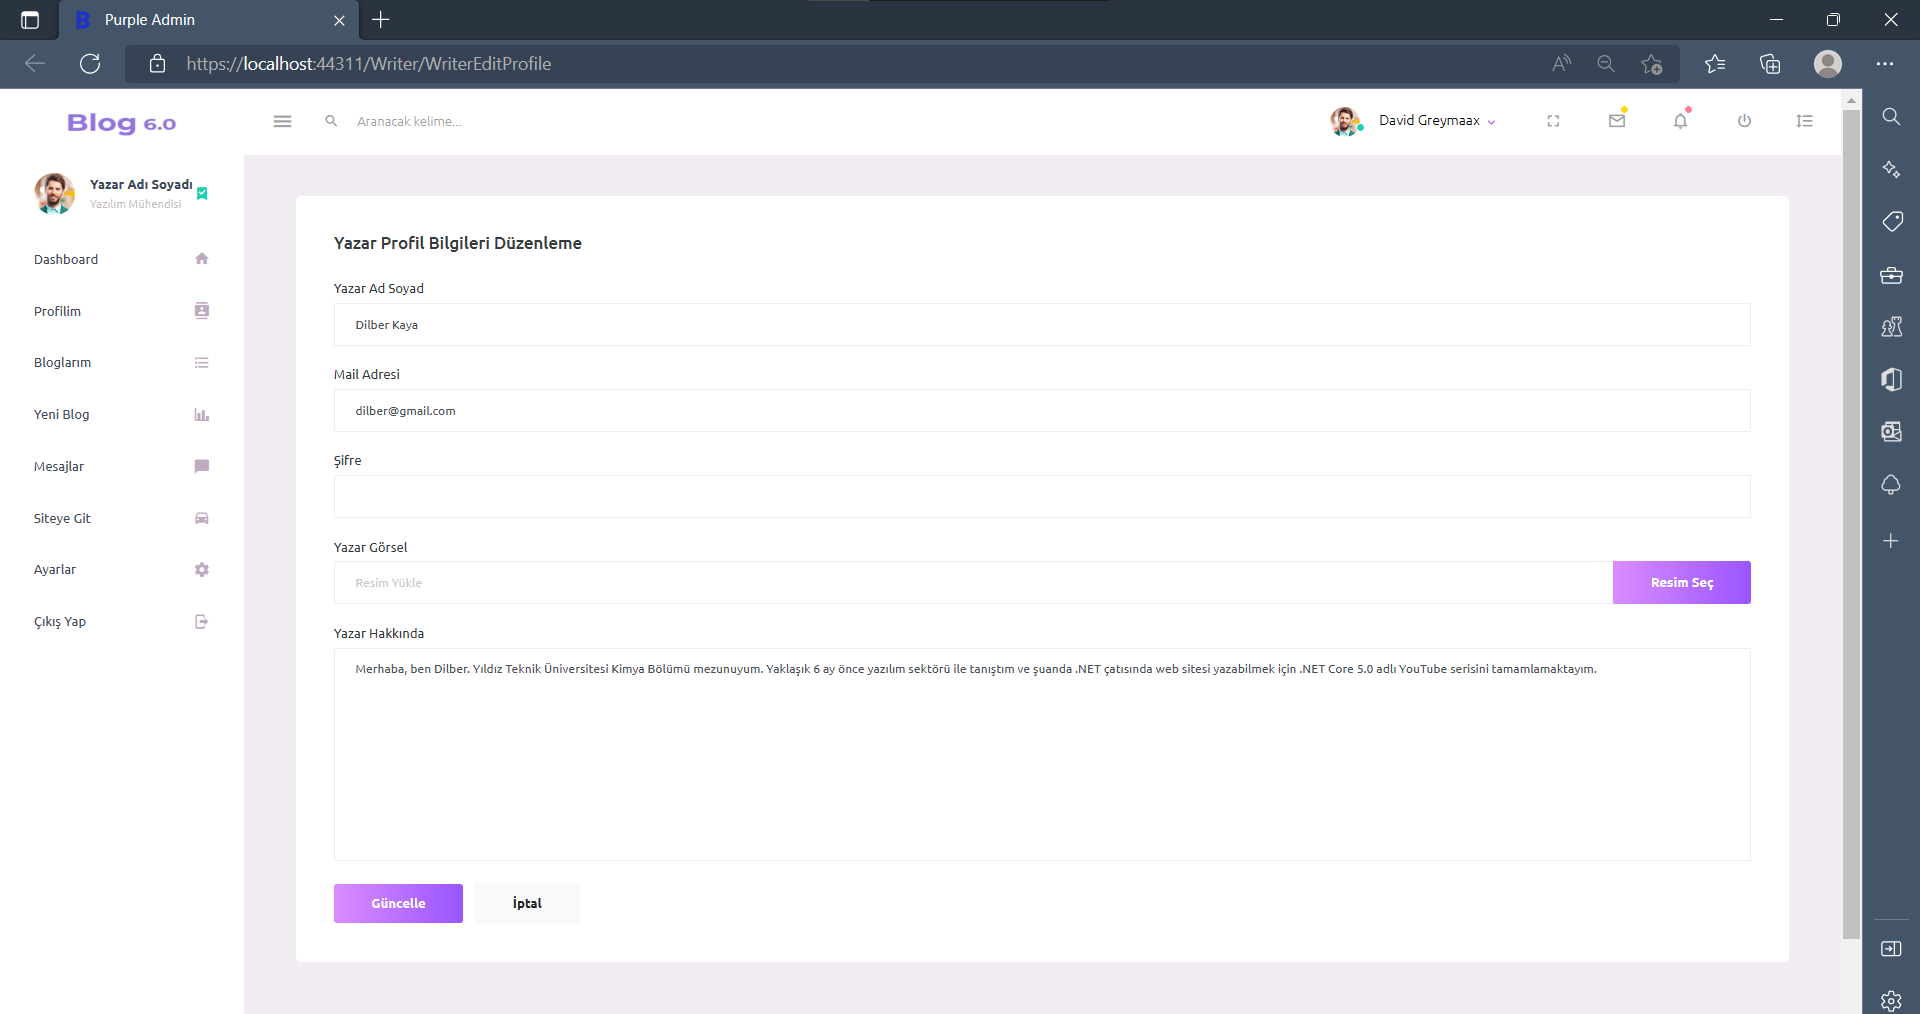 Purple Admin
https://localhost:44311/Writer/WriterEditProfile
Blog 6.0
Aranacak kelime...
David Greymaax
Yazar Adı Soyadı
Yazılım Mühendisi
Dashboard
Profilim
Bloglarım
Yeni Blog
Mesajlar
Siteye Git
Ayarlar
Çıkış Yap
Yazar Profil Bilgileri Düzenleme
Yazar Ad Soyad
Dilber Kaya
Mail Adresi
dilber@gmail.com
Şifre
Yazar Görsel
Resim Yükle
Resim Seç
Yazar Hakkında
Merhaba, ben Dilber. Yıldız Teknik Üniversitesi Kimya Bölümü mezunuyum. Yaklaşık 6 ay önce yazılım sektörü ile tanıştım ve şuanda .NET çatısında web sitesi yazabilmek için .NET Core 5.0 adlı YouTube serisini tamamlamaktayım.
Güncelle
İptal